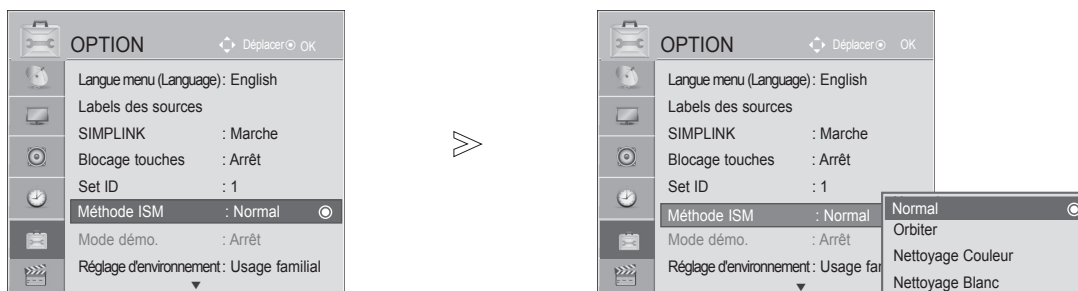 OPTION
Déplacer OK
Langue menu (Language) : English
Labels des sources
SIMPLINK : Marche
Blocage touches : Arrêt
Set ID : 1
Méthode ISM : Normal
Mode démo. : Arrêt
Réglage d'environnement : Usage familial
OPTION
Déplacer OK
Langue menu (Language) : English
Labels des sources
SIMPLINK : Marche
Blocage touches : Arrêt
Set ID : 1
Méthode ISM : Normal
Mode démo. : Arrêt
Réglage d'environnement : Usage fa
Normal
Orbiter
Nettoyage Couleur
Nettoyage Blanc